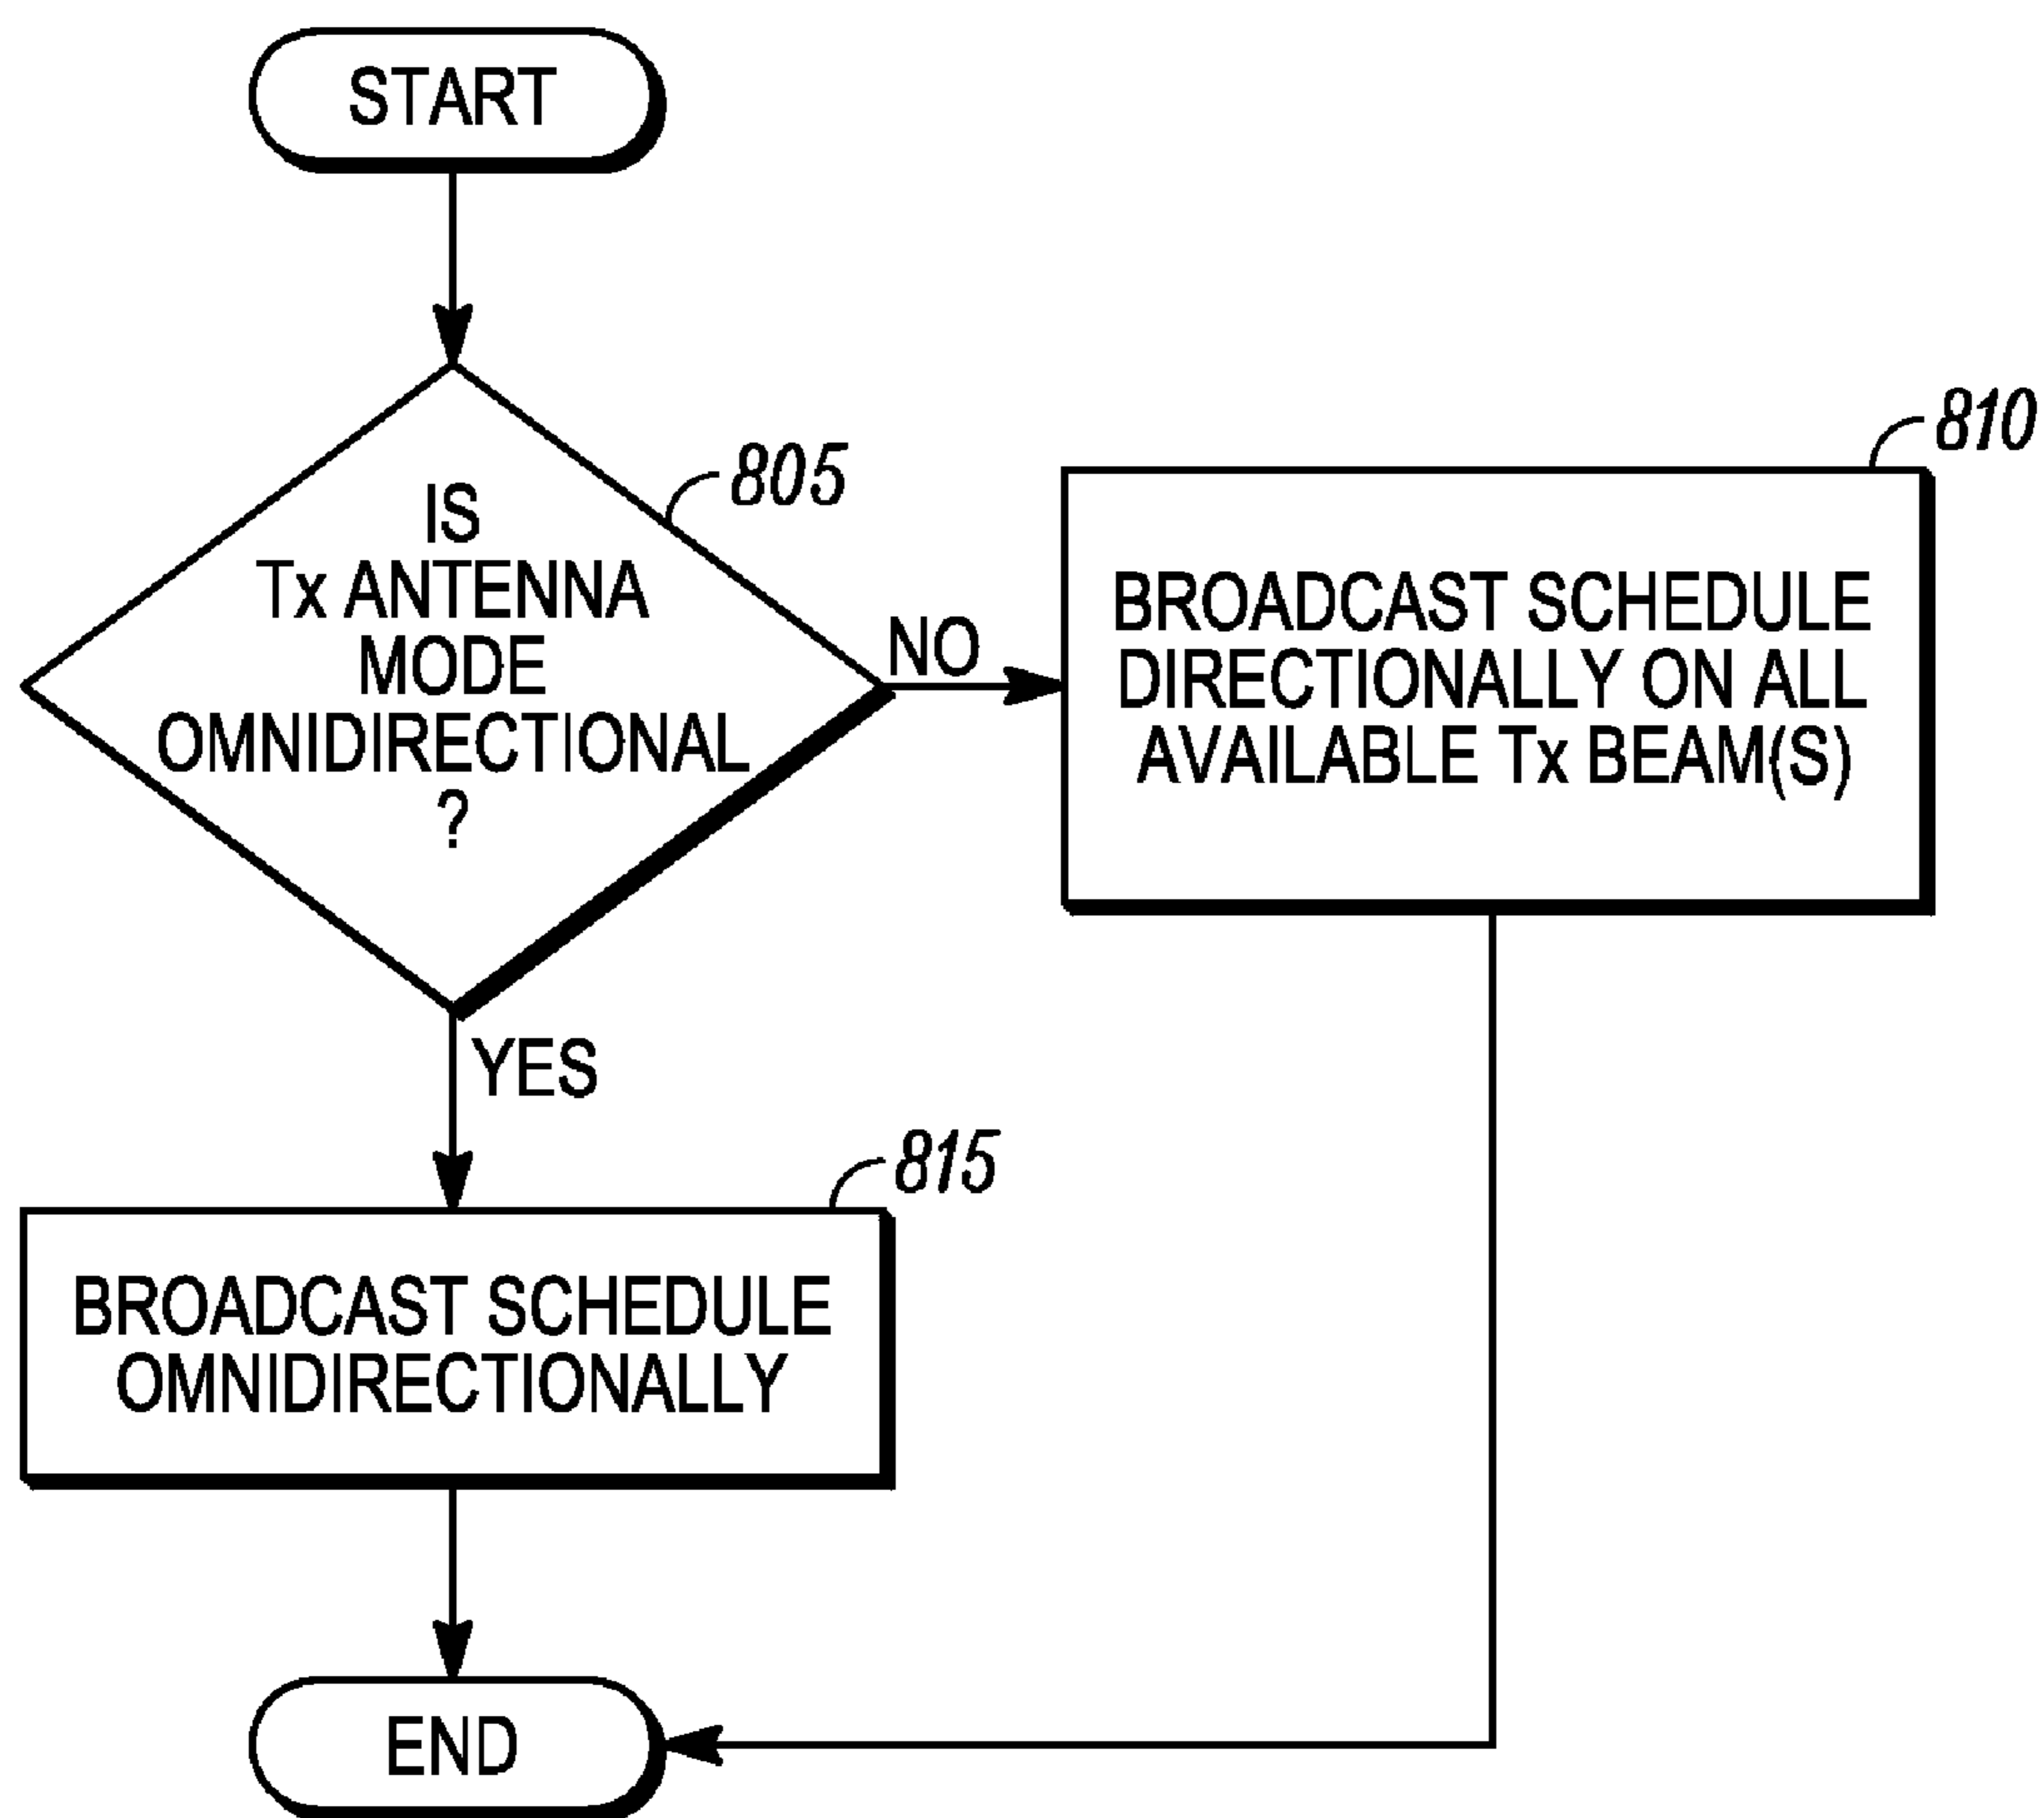 START
805
IS
Tx ANTENNA
MODE
OMNIDIRECTIONAL
?
NO
810
BROADCAST SCHEDULE
DIRECTIONALLY ON ALL
AVAILABLE Tx BEAM(S)
YES
815
BROADCAST SCHEDULE
OMNIDIRECTIONALLY
END